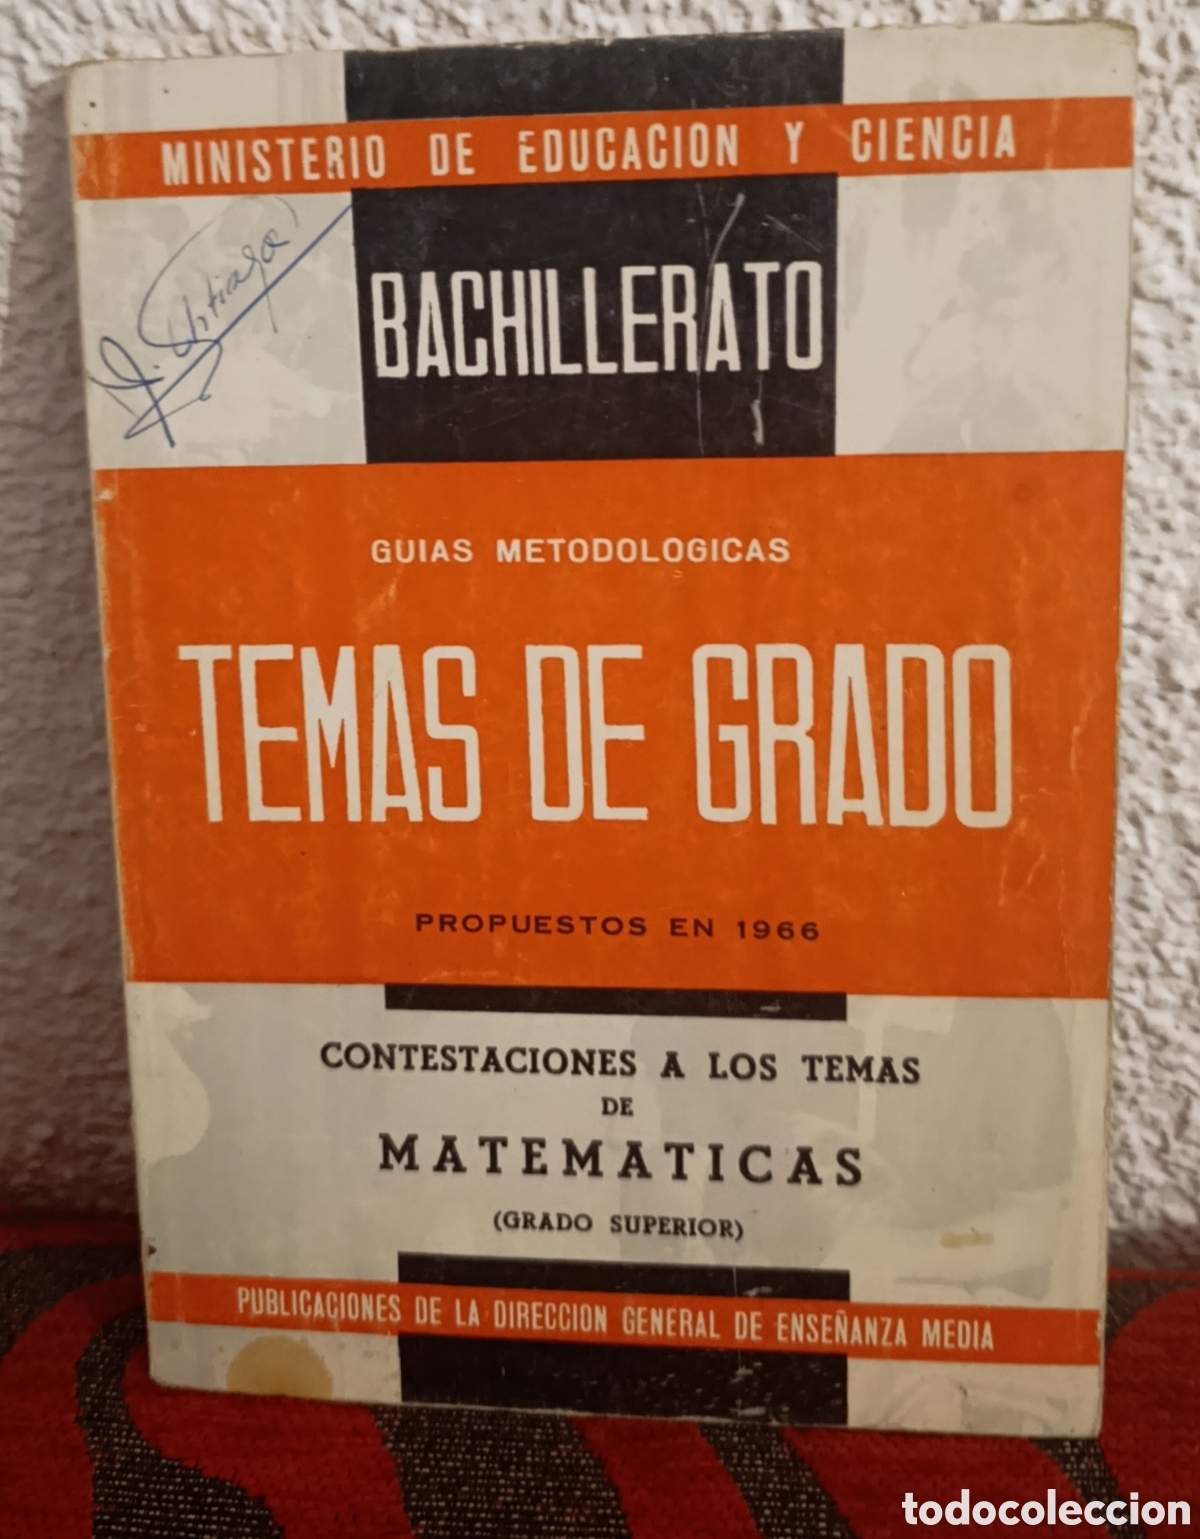 MINISTERIO DE EDUCACION Y CIENCIA
BACHILLERATO
GUIAS METODOLOGICAS
TEMAS DE GRADO
PROPUESTOS EN 1966
CONTESTACIONES A LOS TEMAS
DE
MATEMATICAS
(GRADO SUPERIOR)
PUBLICACIONES DE LA DIRECCION GENERAL DE ENSEÑANZA MEDIA
todocoleccion